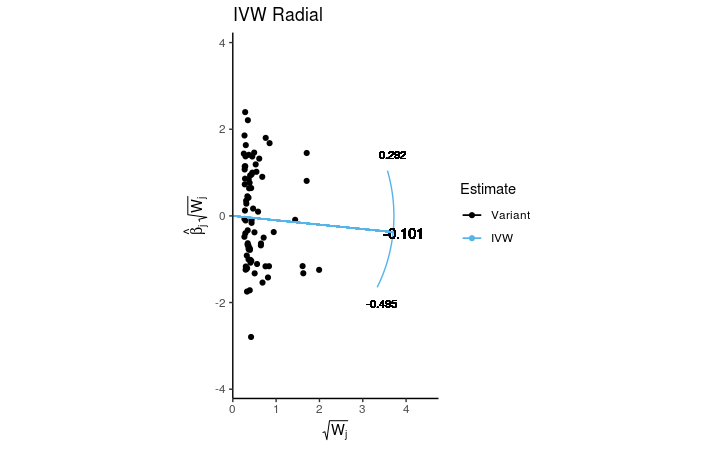 IVW Radial
4
2
0
-2
-4
β̂j√Wj
0.292
-0.101
-0.495
0 1 2 3 4
√Wj
Estimate
Variant
IVW